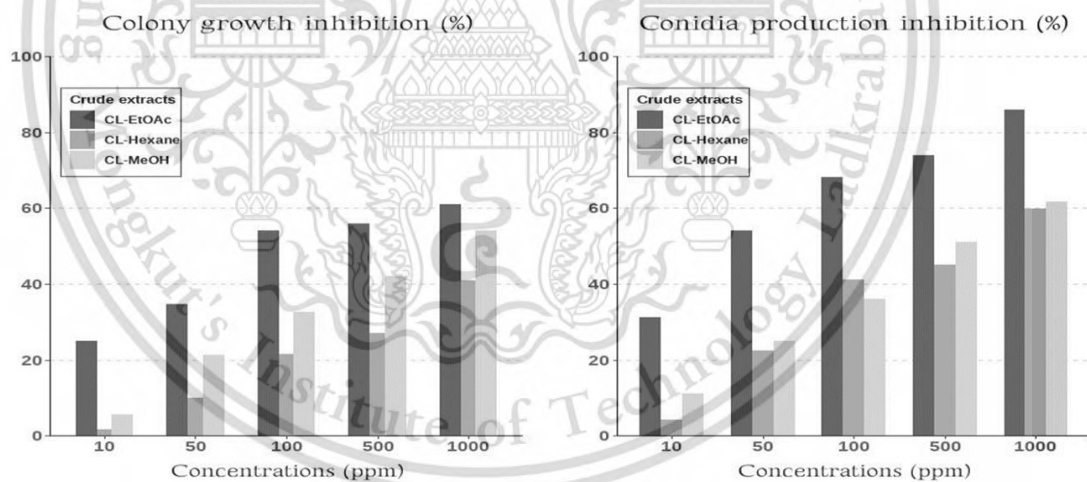 Colony growth inhibition (%)
100
80
60
40
20
0
Crude extracts
CL-EtOAc
CL-Hexane
CL-MeOH
10 50 100 500 1000
Concentrations (ppm)
Conidia production inhibition (%)
100
80
60
40
20
0
Crude extracts
CL-EtOAc
CL-Hexane
CL-MeOH
10 50 100 500 1000
Concentrations (ppm)
Institute of Technology Ladkrabang